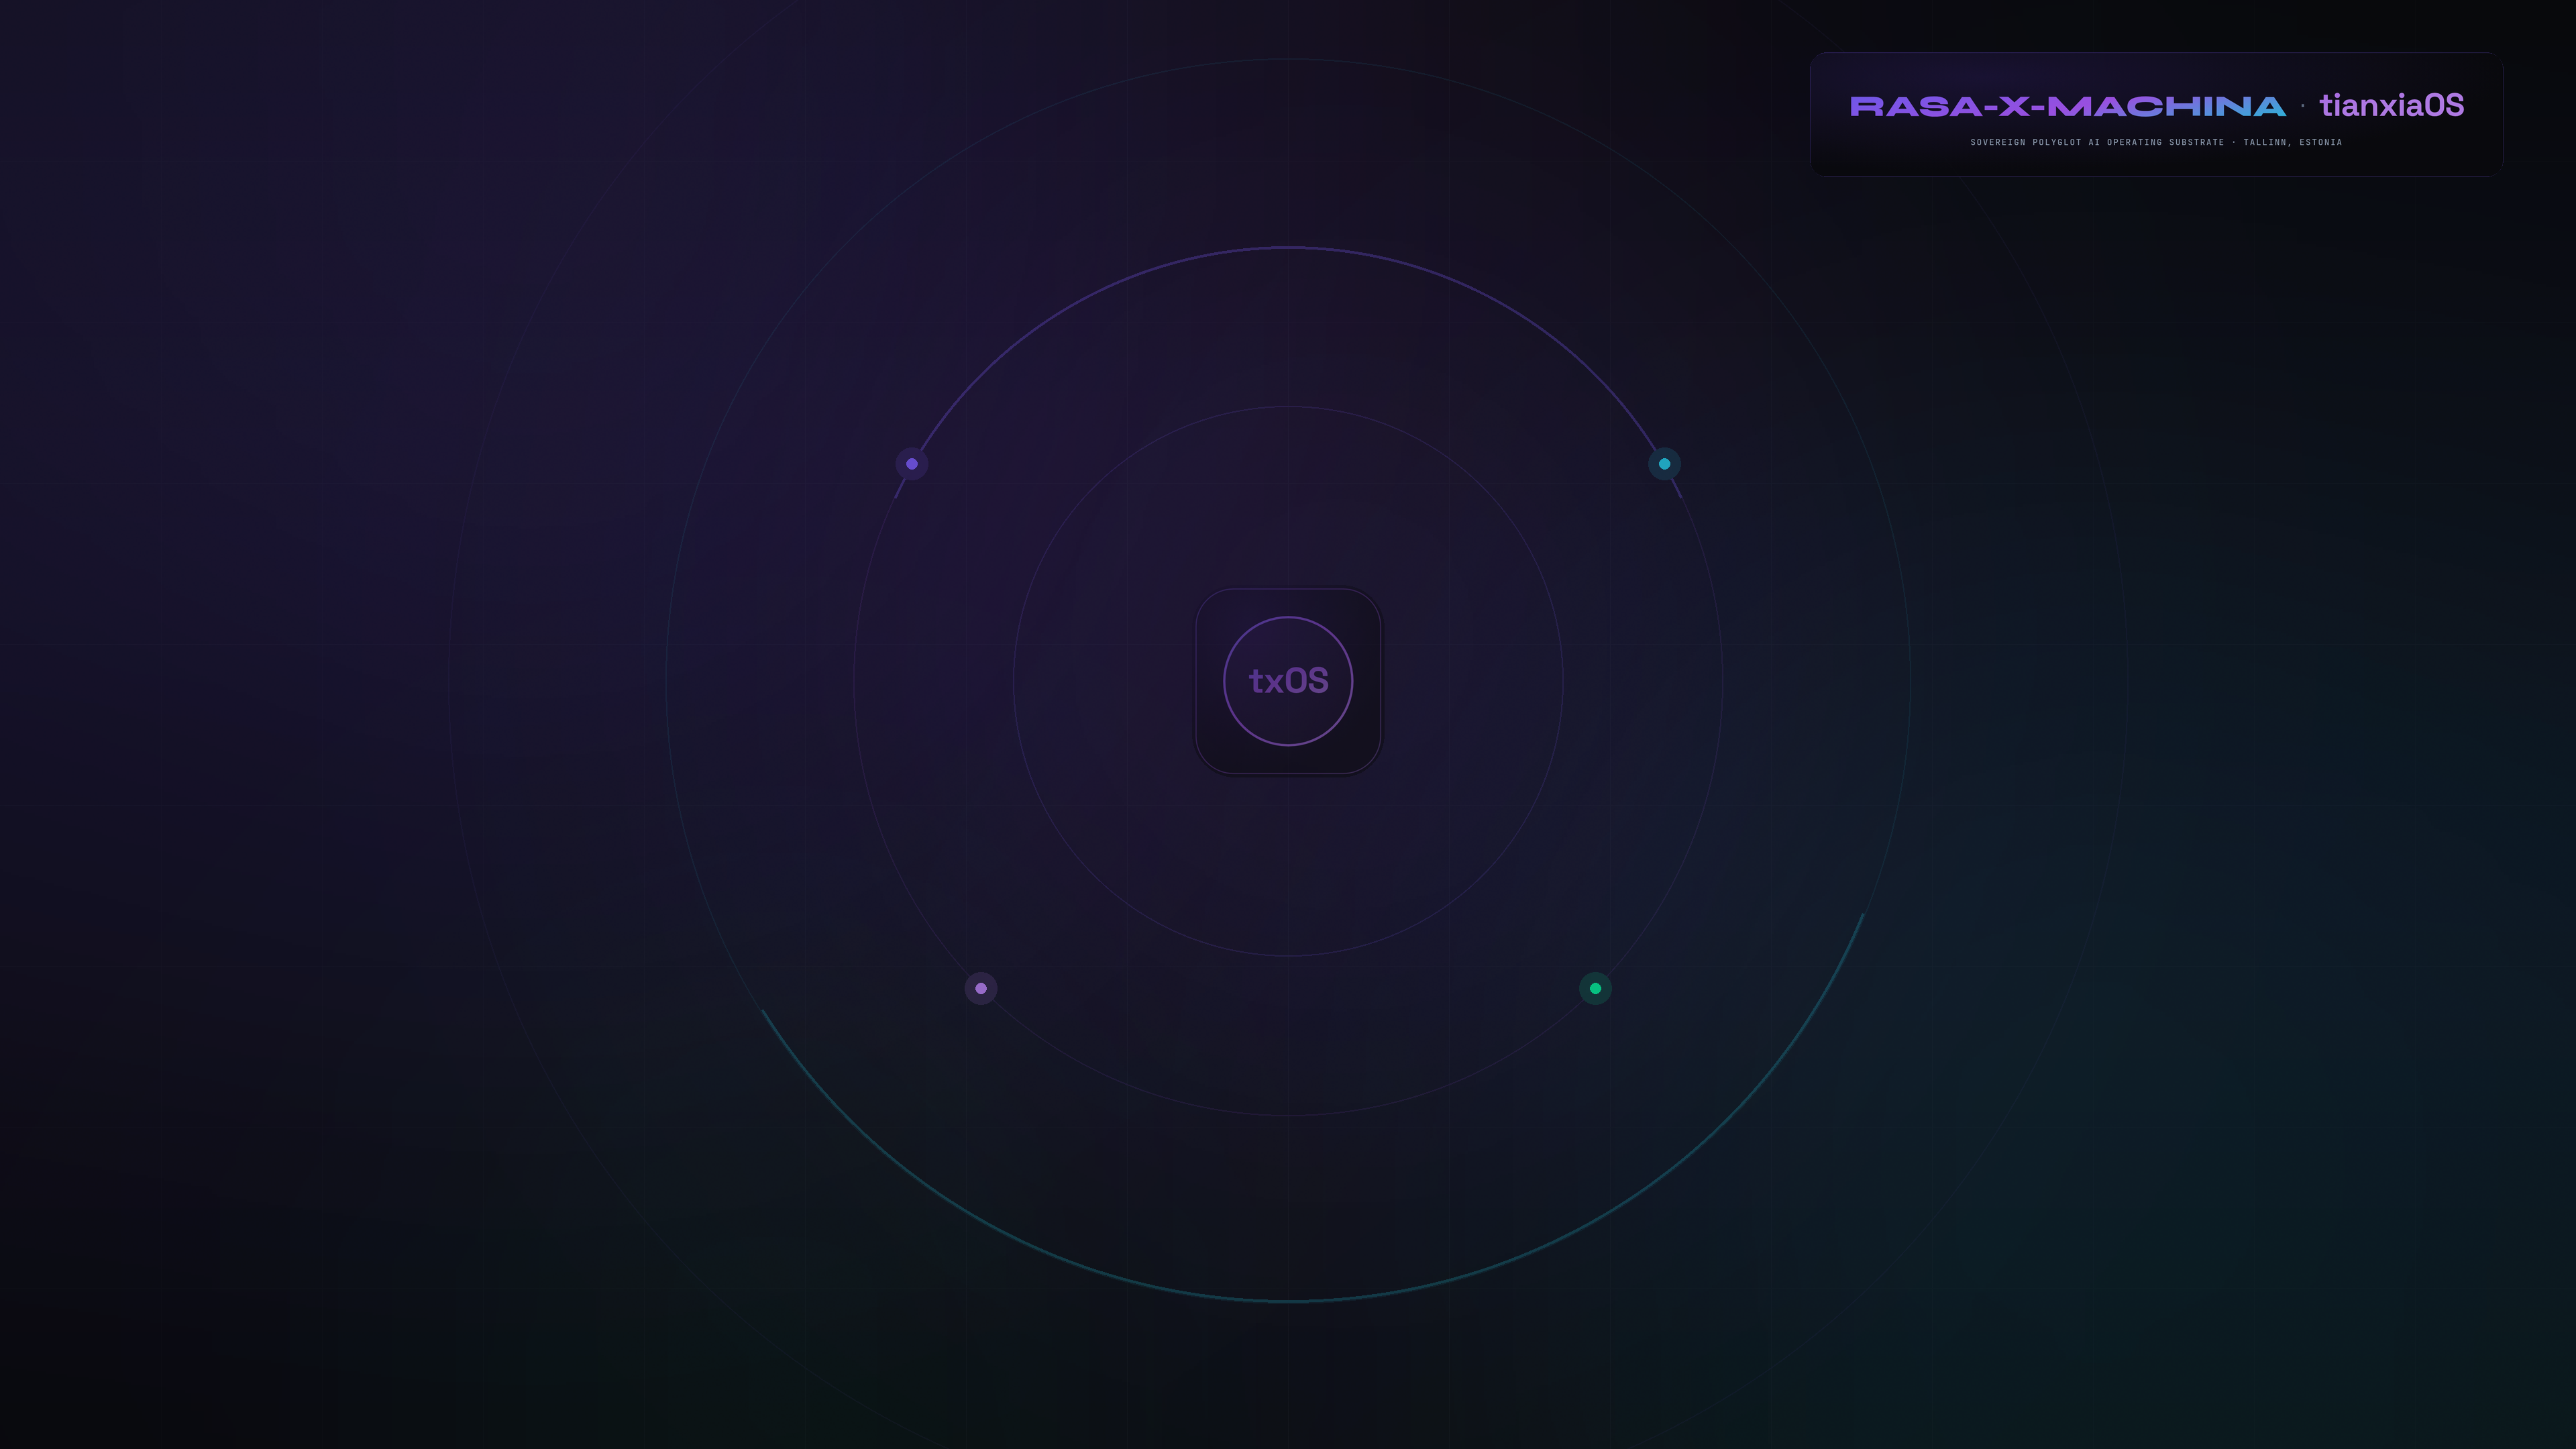 RASA-X-MACHINA · tianxiaOS
SOVEREIGN POLYGLOT AI OPERATING SUBSTRATE · TALLINN, ESTONIA
txOS